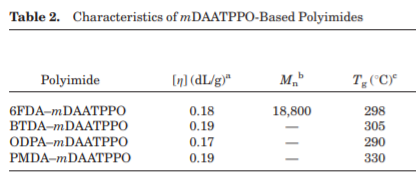 Table 2. Characteristics of mDAATPPO-Based Polyimides
Polyimide [η] (dL/g)ᵃ Mₙᵇ T_g (°C)ᶜ
6FDA–mDAATPPO 0.18 18,800 298
BTDA–mDAATPPO 0.19 — 305
ODPA–mDAATPPO 0.17 — 290
PMDA–mDAATPPO 0.19 — 330